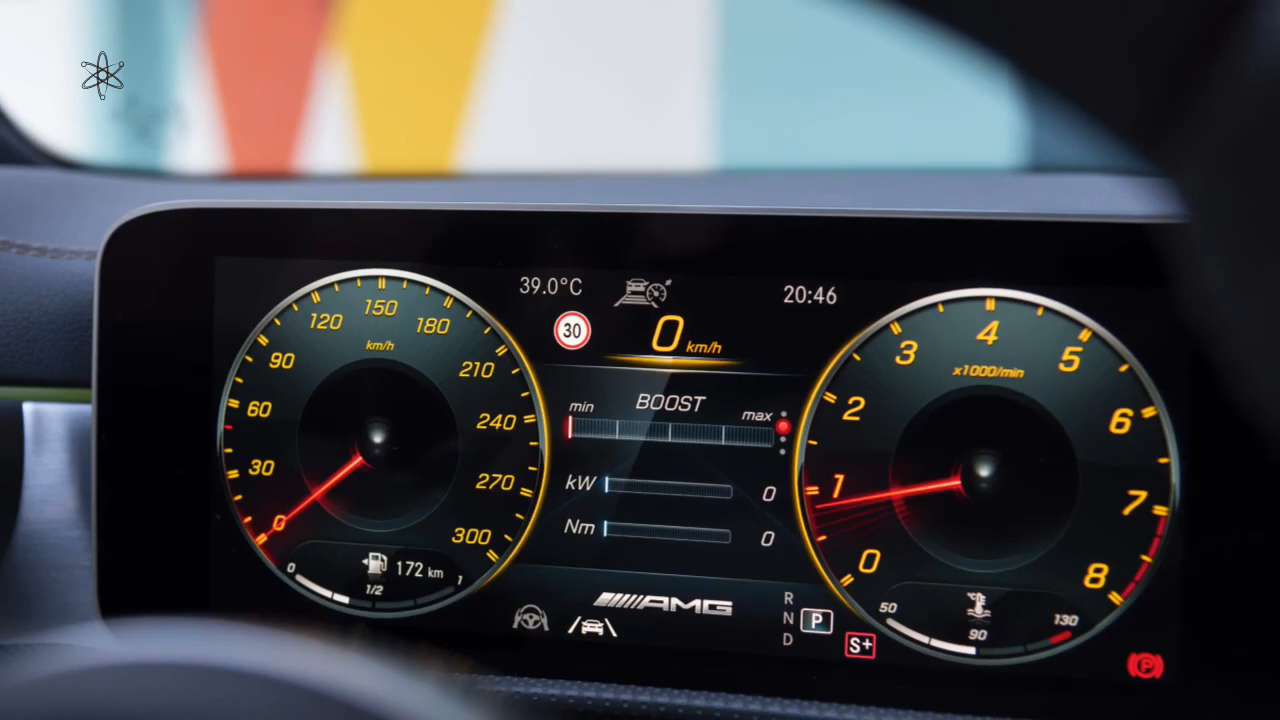 39.0°C
20:46
30
0 km/h
0
30
60
90
120
150
180
210
240
270
300
km/h
0
1/2
1
172 km
BOOST
min
max
kW
0
Nm
0
AMG
R
N
D
P
S+
0
1
2
3
4
5
6
7
8
x1000/min
°C
50
90
130
P